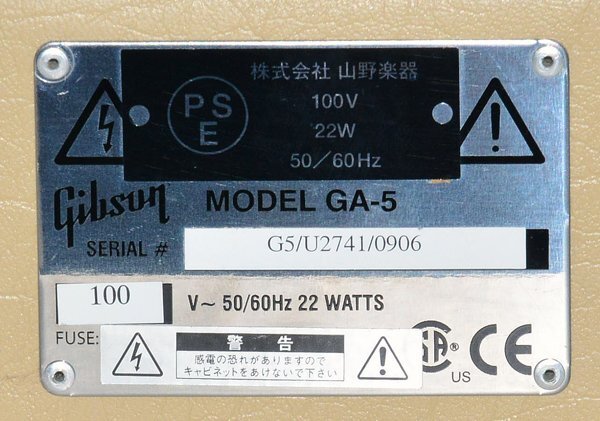 株式会社 山野楽器
PS
E
100V
22W
50/60Hz
Gibson MODEL GA-5
SERIAL # G5/U2741/0906
100 V~ 50/60Hz 22 WATTS
FUSE:
警告
感電の恐れがありますので
キャビネットをあけないで下さい
SA ® CE
US